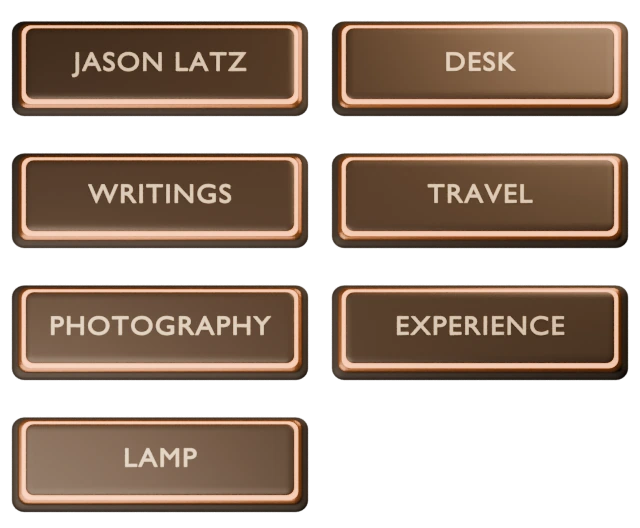 JASON LATZ
DESK
WRITINGS
TRAVEL
PHOTOGRAPHY
EXPERIENCE
LAMP